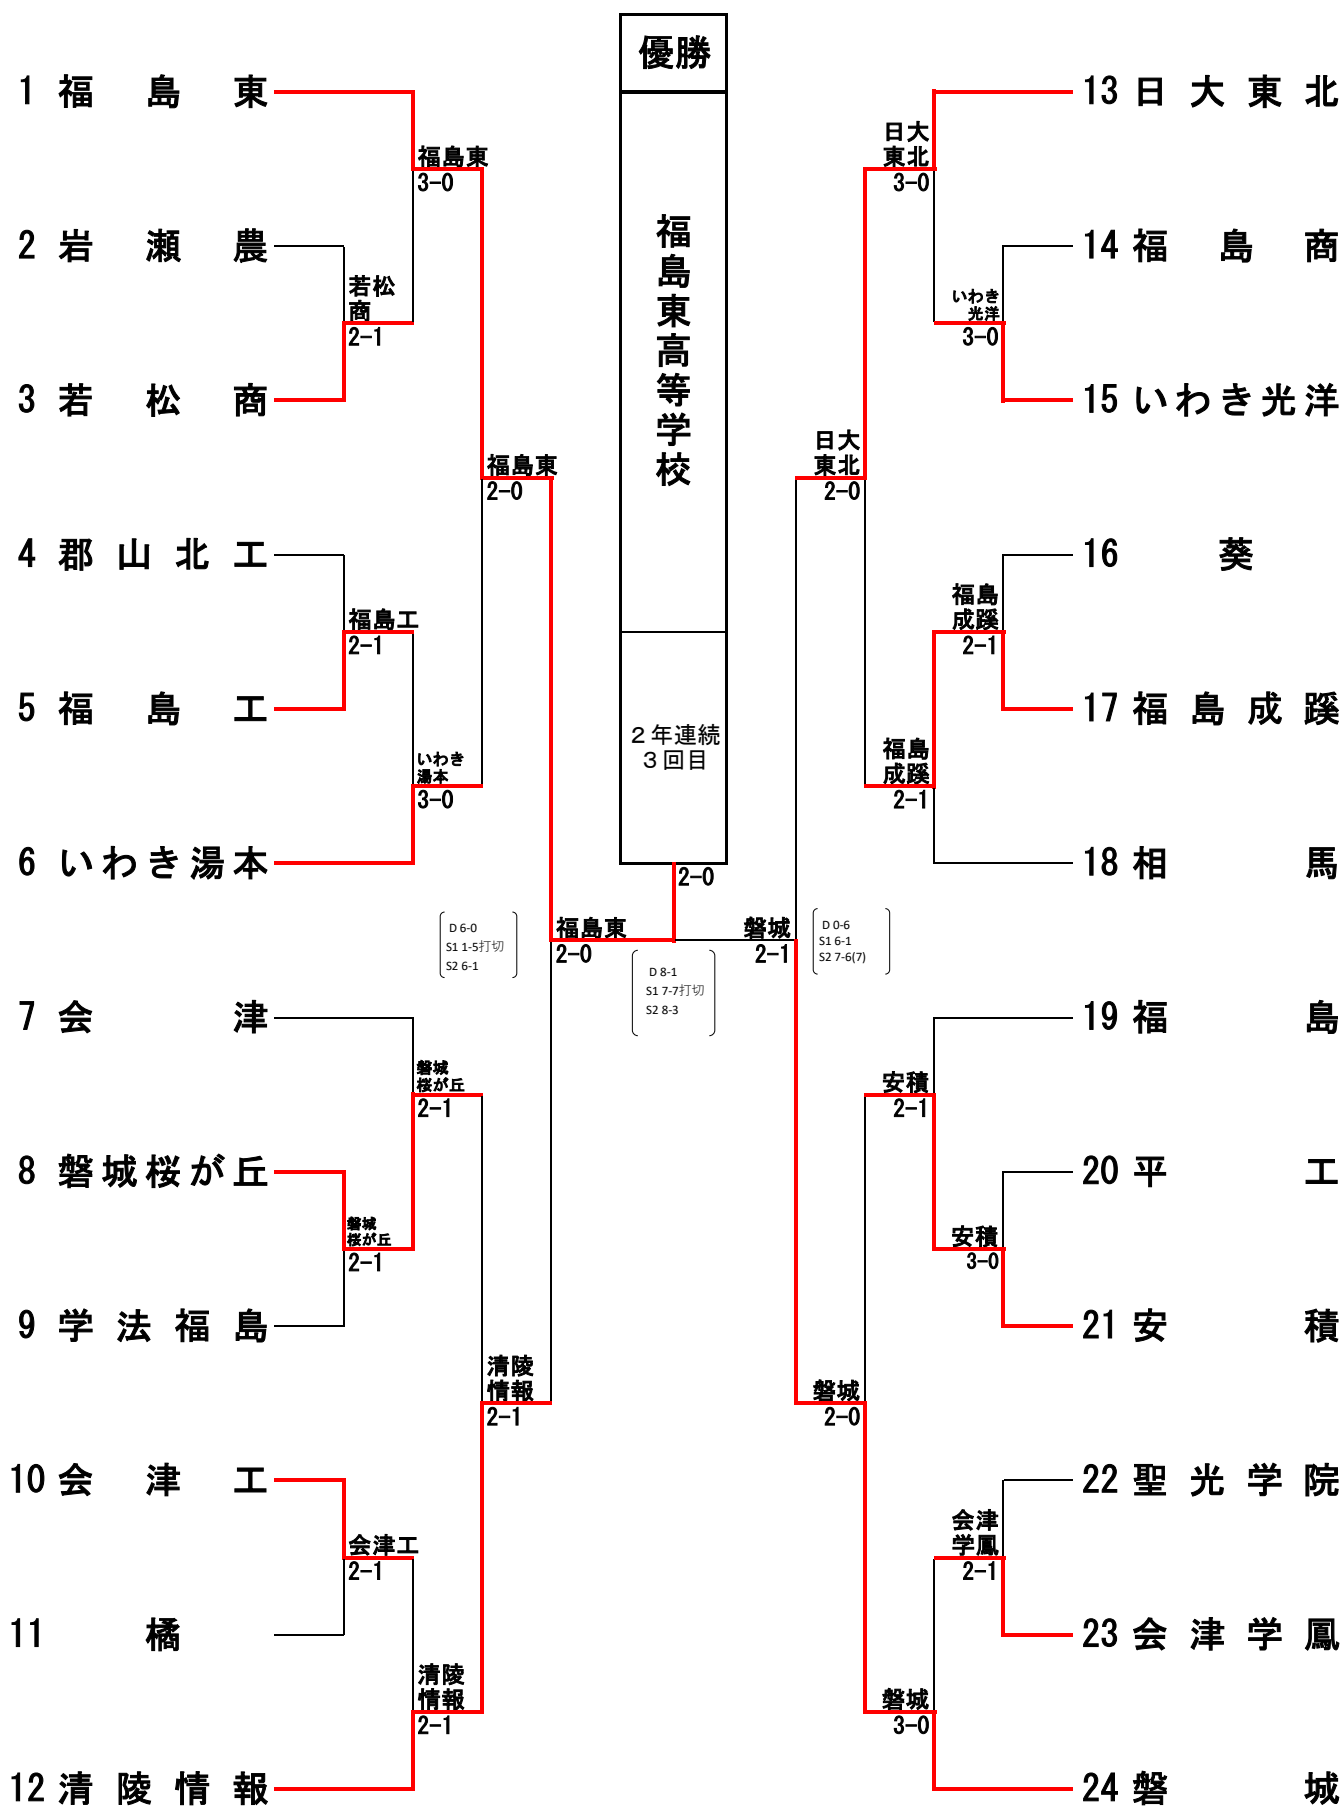 優勝
福島東高等学校
２年連続
３回目
2-0
1 福島東
2 岩瀬農
3 若松商
4 郡山北工
5 福島工
6 いわき湯本
7 会津
8 磐城桜が丘
9 学法福島
10 会津工
11 橘
12 清陵情報
福島東
3-0
若松
商
2-1
福島東
2-0
福島工
2-1
いわき
湯本
3-0
D 6-0
S1 1-5打切
S2 6-1
福島東
2-0
D 8-1
S1 7-7打切
S2 8-3
磐城
桜が丘
2-1
磐城
桜が丘
2-1
清陵
情報
2-1
会津工
2-1
清陵
情報
2-1
13 日大東北
14 福島商
15 いわき光洋
16 葵
17 福島成蹊
18 相馬
19 福島
20 平工
21 安積
22 聖光学院
23 会津学鳳
24 磐城
日大
東北
3-0
いわき
光洋
3-0
日大
東北
2-0
福島
成蹊
2-1
福島
成蹊
2-1
磐城
2-1
D 0-6
S1 6-1
S2 7-6(7)
安積
2-1
安積
3-0
磐城
2-0
会津
学鳳
2-1
磐城
3-0